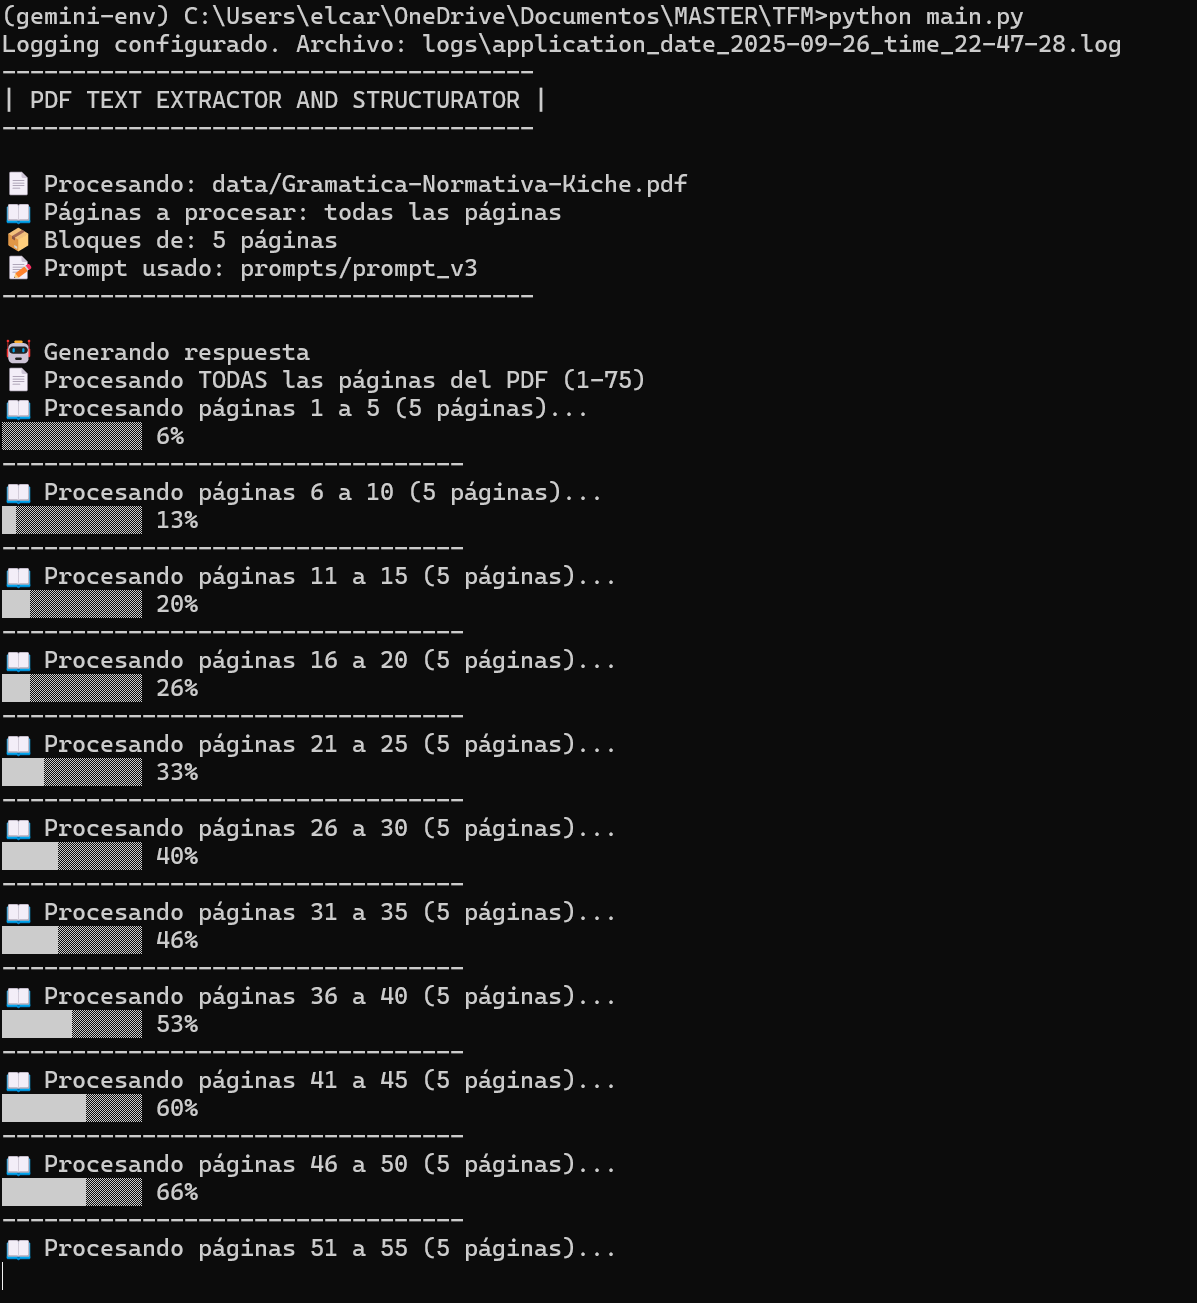 (gemini-env) C:\Users\elcar\OneDrive\Documentos\MASTER\TFM>python main.py
Logging configurado. Archivo: logs\application_date_2025-09-26_time_22-47-28.log
--------------------------------------
| PDF TEXT EXTRACTOR AND STRUCTURATOR |
--------------------------------------
📄 Procesando: data/Gramatica-Normativa-Kiche.pdf
📖 Páginas a procesar: todas las páginas
📦 Bloques de: 5 páginas
📝 Prompt usado: prompts/prompt_v3
--------------------------------------
🤖 Generando respuesta
📄 Procesando TODAS las páginas del PDF (1-75)
📖 Procesando páginas 1 a 5 (5 páginas)...
▒▒▒▒▒▒▒▒▒▒ 6%
---------------------------------
📖 Procesando páginas 6 a 10 (5 páginas)...
█▒▒▒▒▒▒▒▒▒ 13%
---------------------------------
📖 Procesando páginas 11 a 15 (5 páginas)...
██▒▒▒▒▒▒▒▒ 20%
---------------------------------
📖 Procesando páginas 16 a 20 (5 páginas)...
██▒▒▒▒▒▒▒▒ 26%
---------------------------------
📖 Procesando páginas 21 a 25 (5 páginas)...
███▒▒▒▒▒▒▒ 33%
---------------------------------
📖 Procesando páginas 26 a 30 (5 páginas)...
████▒▒▒▒▒▒ 40%
---------------------------------
📖 Procesando páginas 31 a 35 (5 páginas)...
████▒▒▒▒▒▒ 46%
---------------------------------
📖 Procesando páginas 36 a 40 (5 páginas)...
█████▒▒▒▒▒ 53%
---------------------------------
📖 Procesando páginas 41 a 45 (5 páginas)...
██████▒▒▒▒ 60%
---------------------------------
📖 Procesando páginas 46 a 50 (5 páginas)...
██████▒▒▒▒ 66%
---------------------------------
📖 Procesando páginas 51 a 55 (5 páginas)...